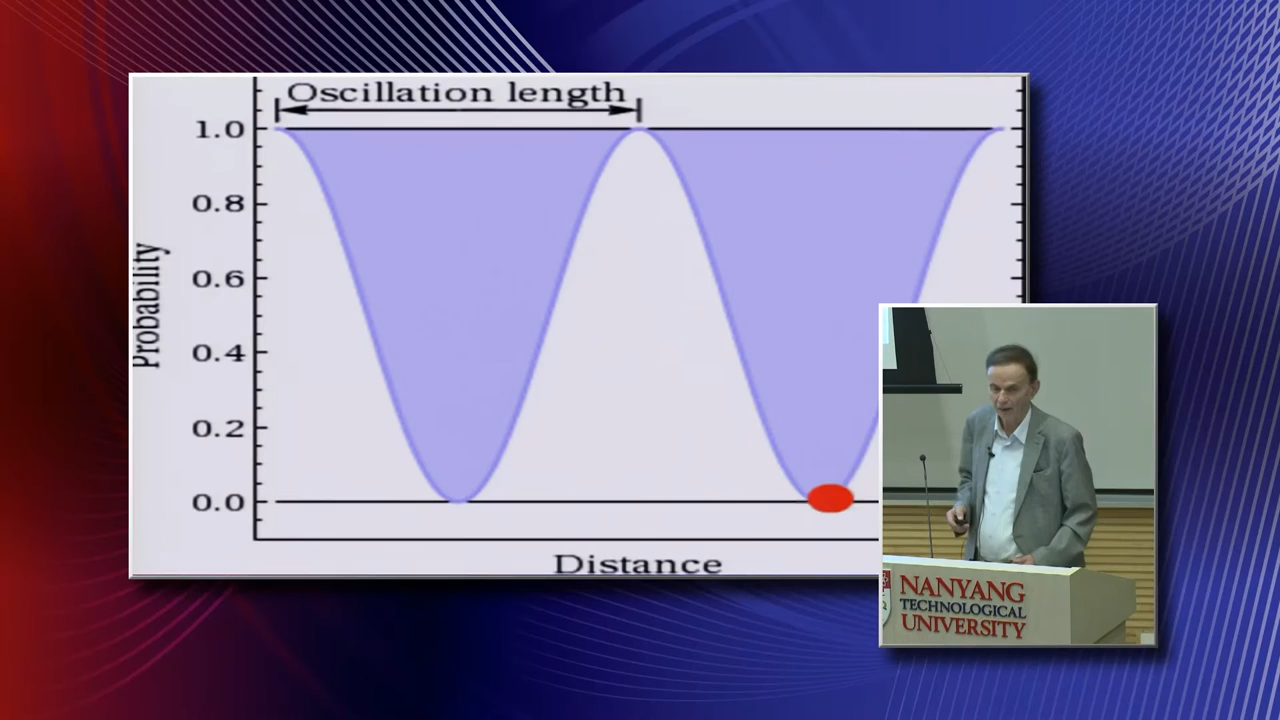 Oscillation length
1.0
0.8
0.6
0.4
0.2
0.0
Probability
Distance
NANYANG
TECHNOLOGICAL
UNIVERSITY